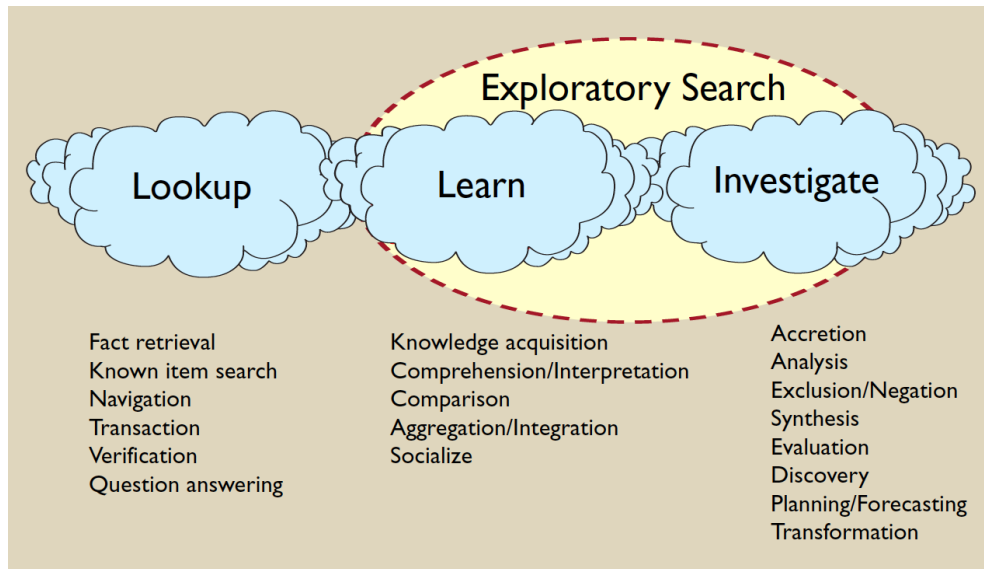 Exploratory Search
Lookup
Learn
Investigate
Fact retrieval
Known item search
Navigation
Transaction
Verification
Question answering
Knowledge acquisition
Comprehension/Interpretation
Comparison
Aggregation/Integration
Socialize
Accretion
Analysis
Exclusion/Negation
Synthesis
Evaluation
Discovery
Planning/Forecasting
Transformation